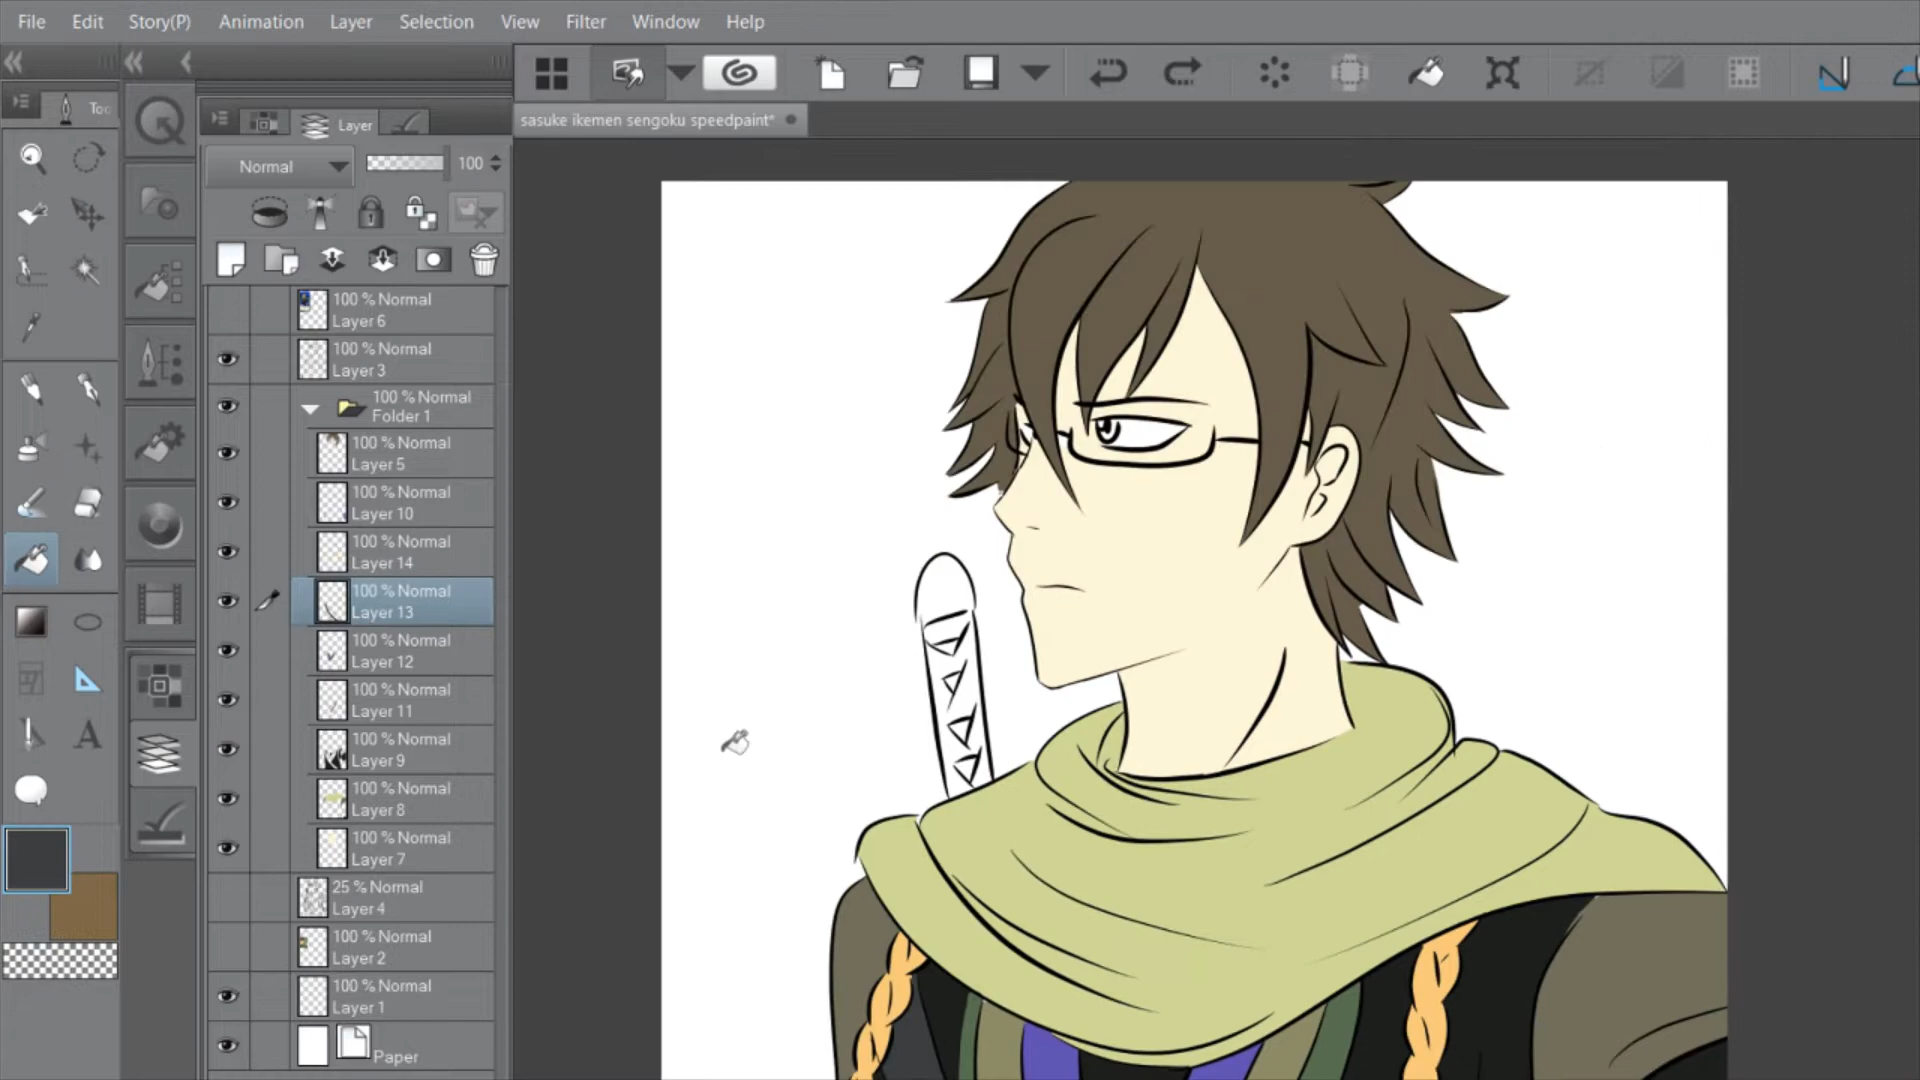 File Edit Story(P) Animation Layer Selection View Filter Window Help
Too
Layer
sasuke ikemen sengoku speedpaint*
Normal 100
100 % Normal
Layer 6
100 % Normal
Layer 3
100 % Normal
Folder 1
100 % Normal
Layer 5
100 % Normal
Layer 10
100 % Normal
Layer 14
100 % Normal
Layer 13
100 % Normal
Layer 12
100 % Normal
Layer 11
100 % Normal
Layer 9
100 % Normal
Layer 8
100 % Normal
Layer 7
25 % Normal
Layer 4
100 % Normal
Layer 2
100 % Normal
Layer 1
Paper
A